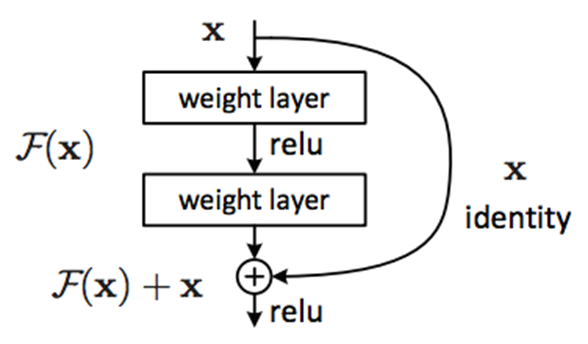 x
weight layer
relu
F(x)
weight layer
x
identity
F(x) + x
relu